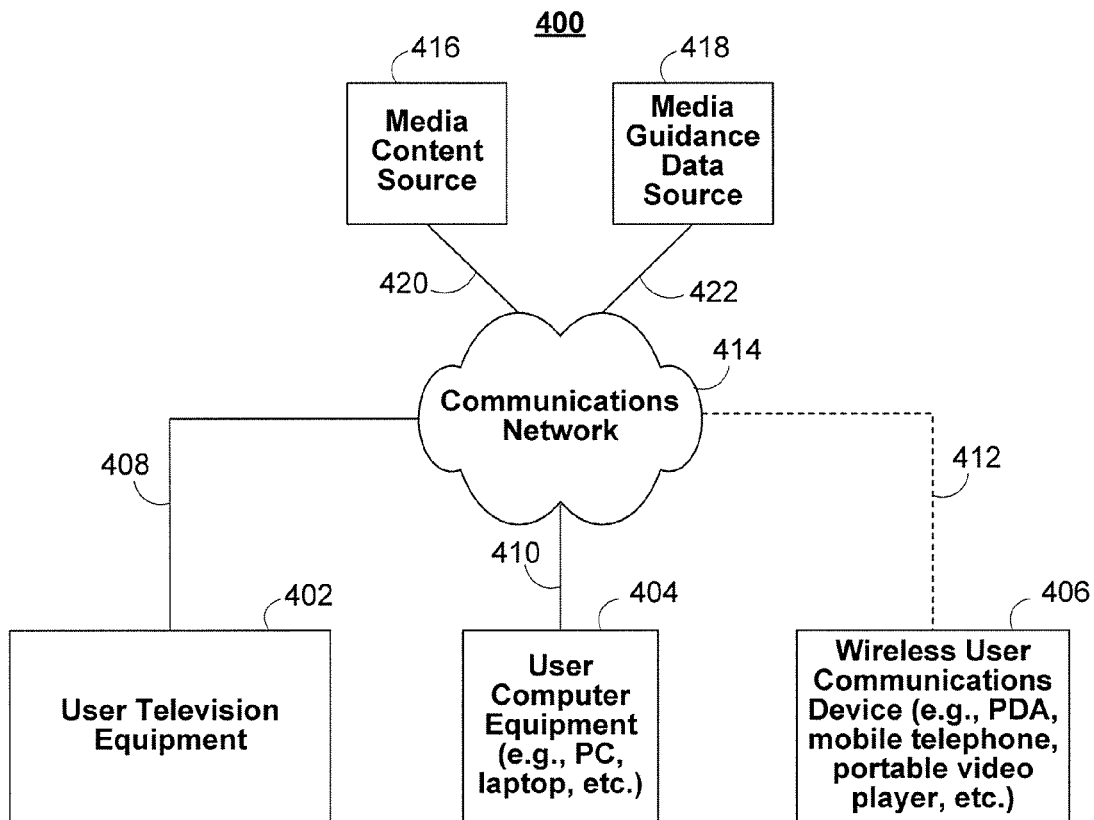 400
416
418
Media
Content
Source
Media
Guidance
Data
Source
420
422
414
Communications
Network
408
412
410
402
404
406
User Television
Equipment
User
Computer
Equipment
(e.g., PC,
laptop, etc.)
Wireless User
Communications
Device (e.g., PDA,
mobile telephone,
portable video
player, etc.)